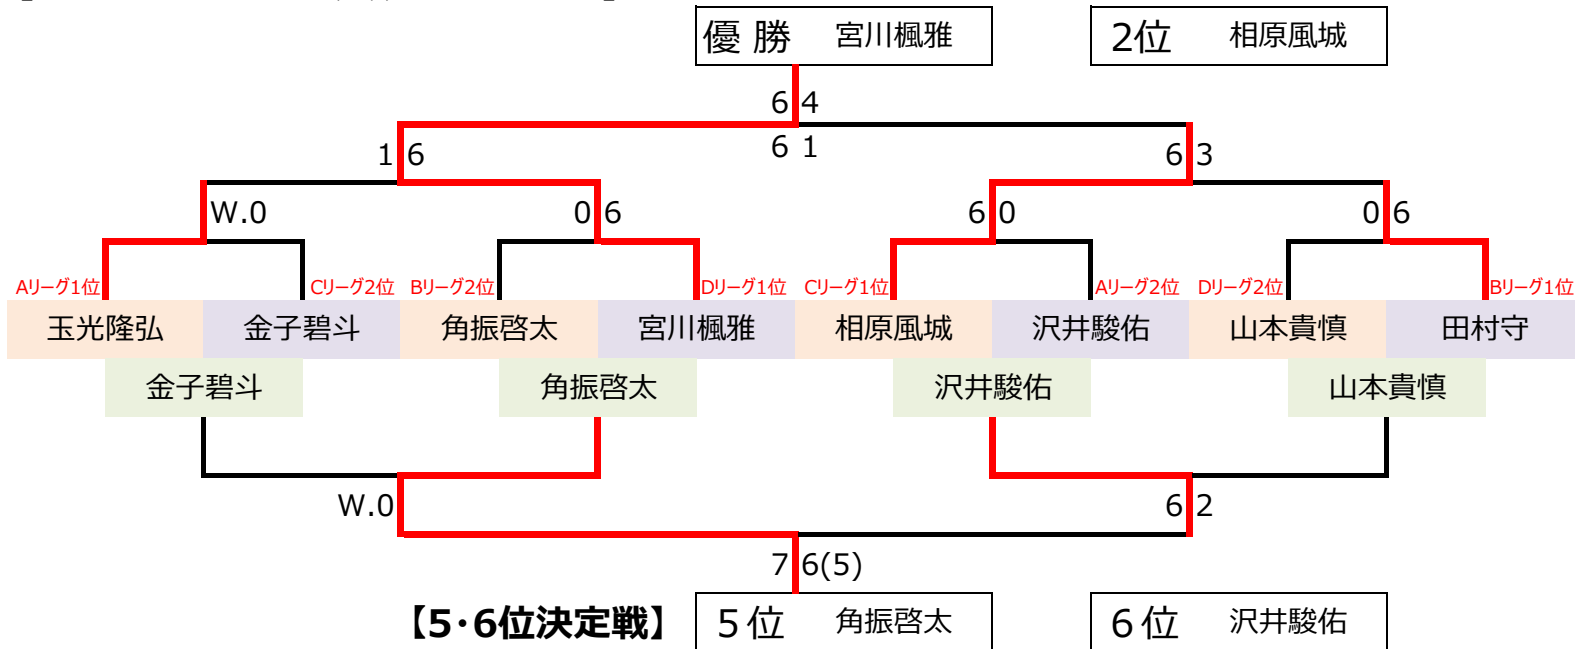 優 勝 宮川楓雅 2位 相原風城
6 4
6 1
1 6 6 3
W.0 0 6 6 0 0 6
Aリーグ1位 Cリーグ2位 Bリーグ2位 Dリーグ1位 Cリーグ1位 Aリーグ2位 Dリーグ2位 Bリーグ1位
玉光隆弘 金子碧斗 角振啓太 宮川楓雅 相原風城 沢井駿佑 山本貴慎 田村守
金子碧斗 角振啓太 沢井駿佑 山本貴慎
W.0 6 2
7 6(5)
【5・6位決定戦】 5位 角振啓太 6位 沢井駿佑